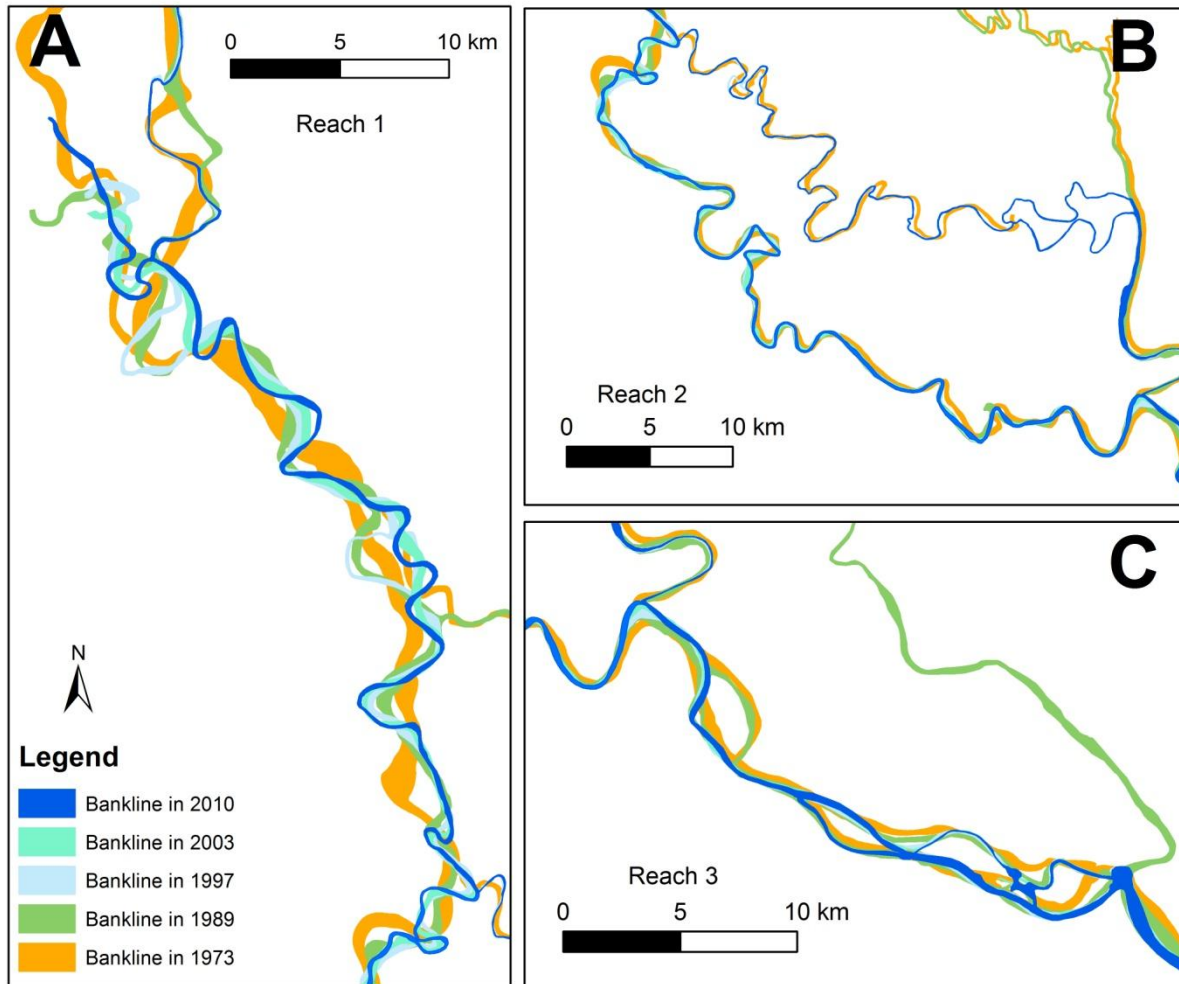 A
0 5 10 km
Reach 1
N
Legend
Bankline in 2010
Bankline in 2003
Bankline in 1997
Bankline in 1989
Bankline in 1973
B
Reach 2
0 5 10 km
C
Reach 3
0 5 10 km